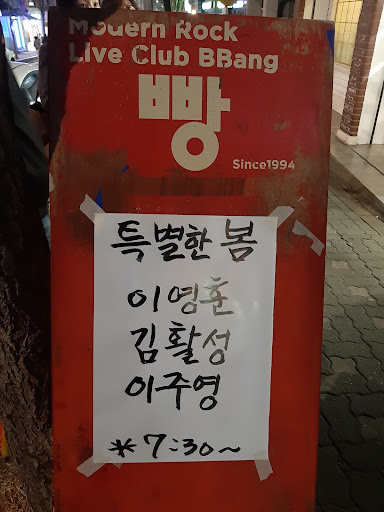 Modern Rock
Live Club BBang
빵
Since1994
특별한 봄
이영훈
김활성
이주영
* 7:30~